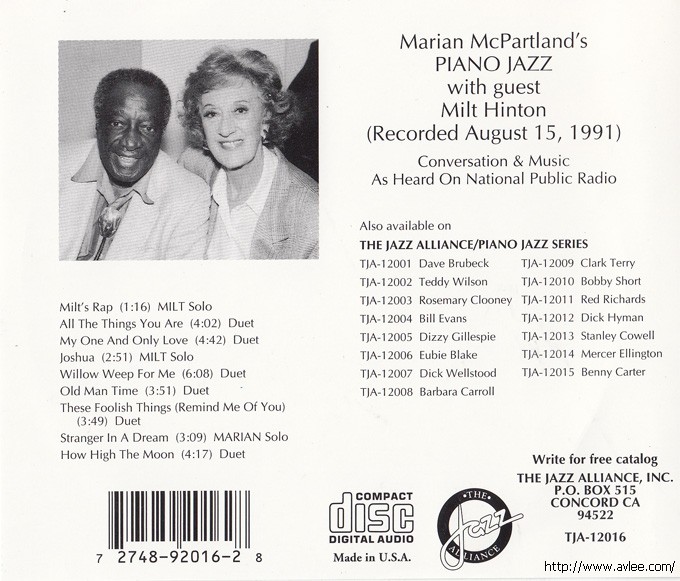 Marian McPartland's
PIANO JAZZ
with guest
Milt Hinton
(Recorded August 15, 1991)
Conversation & Music
As Heard On National Public Radio
Also available on
THE JAZZ ALLIANCE/PIANO JAZZ SERIES
TJA-12001 Dave Brubeck
TJA-12002 Teddy Wilson
TJA-12003 Rosemary Clooney
TJA-12004 Bill Evans
TJA-12005 Dizzy Gillespie
TJA-12006 Eubie Blake
TJA-12007 Dick Wellstood
TJA-12008 Barbara Carroll
TJA-12009 Clark Terry
TJA-12010 Bobby Short
TJA-12011 Red Richards
TJA-12012 Dick Hyman
TJA-12013 Stanley Cowell
TJA-12014 Mercer Ellington
TJA-12015 Benny Carter
Milt's Rap (1:16) MILT Solo
All The Things You Are (4:02) Duet
My One And Only Love (4:42) Duet
Joshua (2:51) MILT Solo
Willow Weep For Me (6:08) Duet
Old Man Time (3:51) Duet
These Foolish Things (Remind Me Of You)
(3:49) Duet
Stranger In A Dream (3:09) MARIAN Solo
How High The Moon (4:17) Duet
7 2748-92016-2 8
COMPACT
disc
DIGITAL AUDIO
Made in U.S.A.
•THE•
Jazz
ALLIANCE
Write for free catalog
THE JAZZ ALLIANCE, INC.
P.O. BOX 515
CONCORD CA
94522
TJA-12016
http://www.avlee.com/